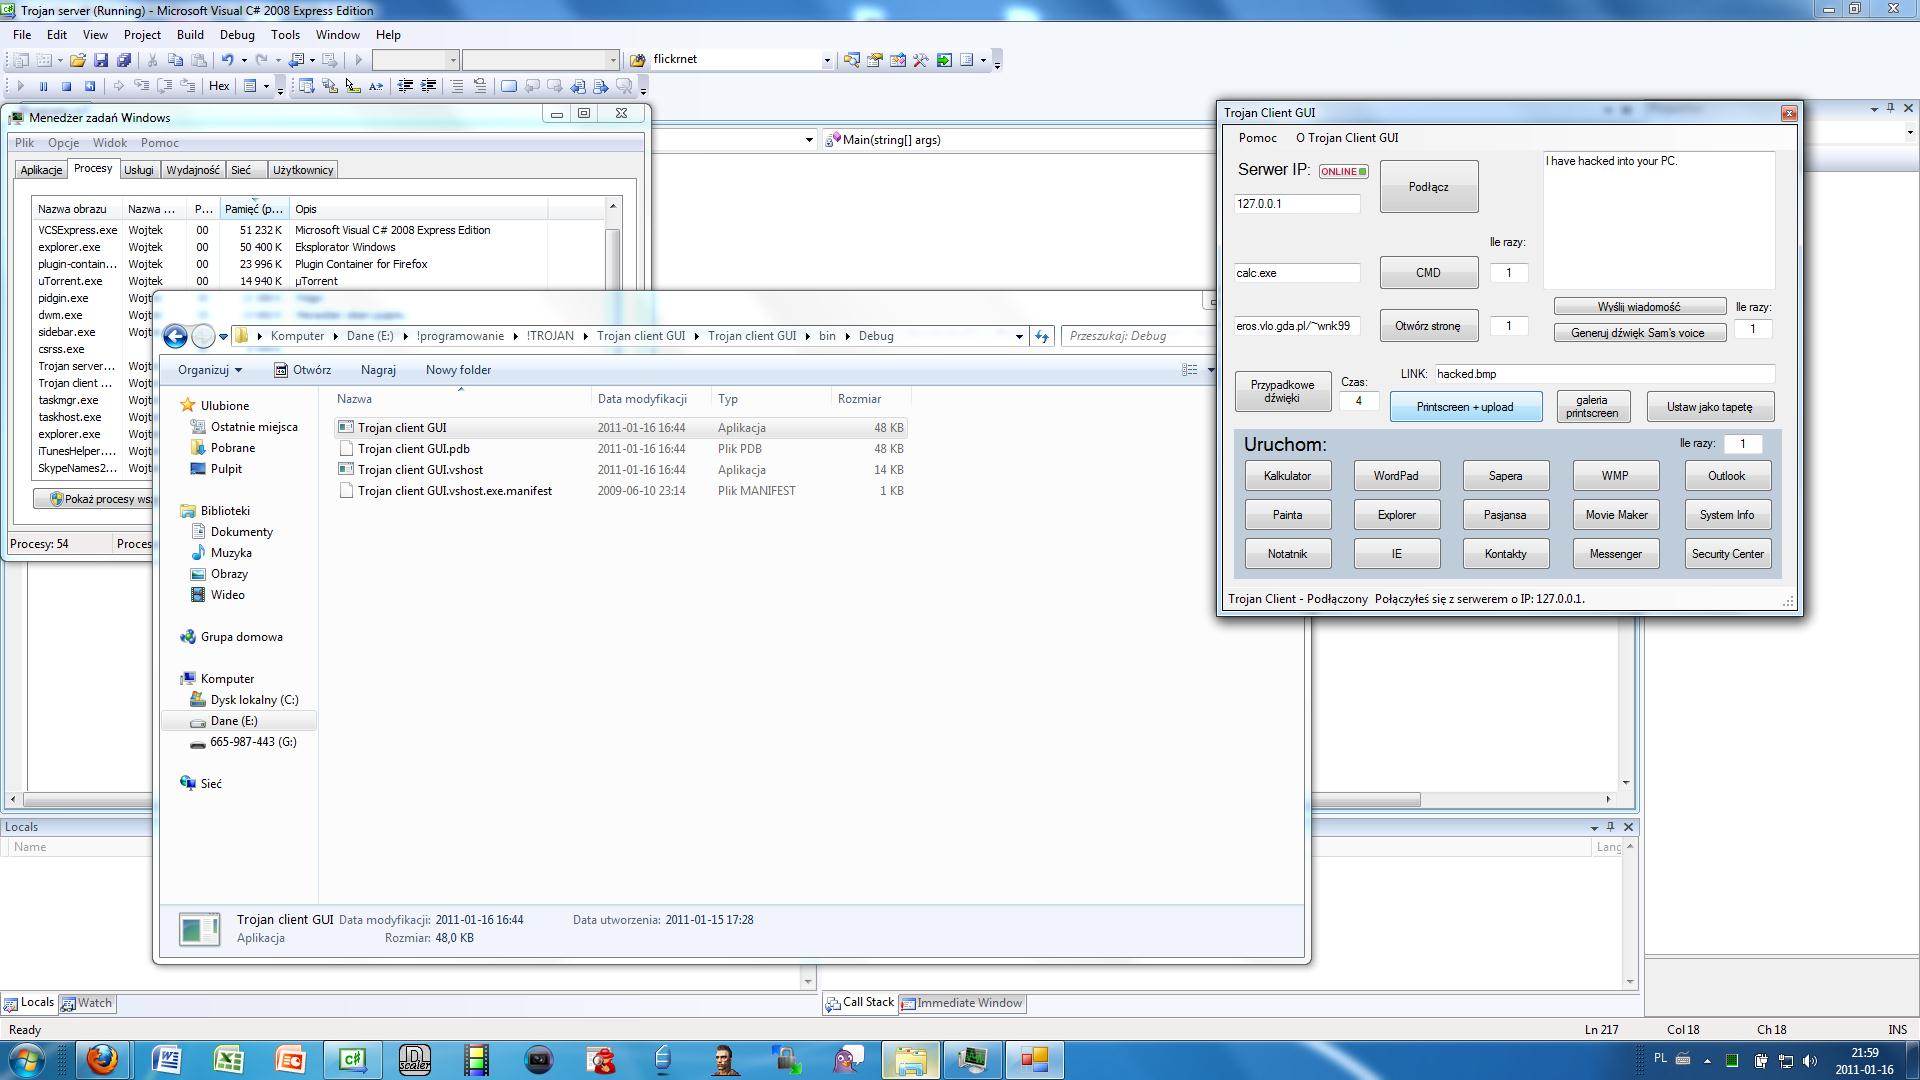 Trojan server (Running) - Microsoft Visual C# 2008 Express Edition
File Edit View Project Build Debug Tools Window Help
flickrnet
Hex
Main(string[] args)
Menedżer zadań Windows
Plik Opcje Widok Pomoc
Aplikacje Procesy Usługi Wydajność Sieć Użytkownicy
Nazwa obrazu Nazwa ... P... Pamięć (p... Opis
VCSExpress.exe Wojtek 00 51 232 K Microsoft Visual C# 2008 Express Edition
explorer.exe Wojtek 00 50 400 K Eksplorator Windows
plugin-contain... Wojtek 00 23 996 K Plugin Container for Firefox
uTorrent.exe Wojtek 00 14 940 K µTorrent
pidgin.exe
dwm.exe
sidebar.exe
csrss.exe
Trojan server...
Trojan client ...
taskmgr.exe
taskhost.exe
explorer.exe
iTunesHelper....
SkypeNames2...
Pokaż procesy
Procesy: 54
Komputer Dane (E:) !programowanie !TROJAN Trojan client GUI Trojan client GUI bin Debug
Przeszukaj: Debug
Organizuj Otwórz Nagraj Nowy folder
Ulubione
Ostatnie miejsca
Pobrane
Pulpit
Biblioteki
Dokumenty
Muzyka
Obrazy
Wideo
Grupa domowa
Komputer
Dysk lokalny (C:)
Dane (E:)
665-987-443 (G:)
Sieć
Nazwa Data modyfikacji Typ Rozmiar
Trojan client GUI 2011-01-16 16:44 Aplikacja 48 KB
Trojan client GUI.pdb 2011-01-16 16:44 Plik PDB 48 KB
Trojan client GUI.vshost 2011-01-16 16:44 Aplikacja 14 KB
Trojan client GUI.vshost.exe.manifest 2009-06-10 23:14 Plik MANIFEST 1 KB
Trojan client GUI Data modyfikacji: 2011-01-16 16:44 Data utworzenia: 2011-01-15 17:28
Aplikacja Rozmiar: 48,0 KB
Trojan Client GUI
Pomoc O Trojan Client GUI
Serwer IP: ONLINE
127.0.0.1
Podłącz
I have hacked into your PC.
Ile razy:
calc.exe CMD 1
eros.vlo.gda.pl/~wnk99 Otwórz stronę 1
Wyślij wiadomość
Generuj dźwięk Sam's voice
Ile razy:
1
LINK: hacked.bmp
Przypadkowe
dźwięki
Czas:
4
Printscreen + upload
galeria
printscreen
Ustaw jako tapetę
Uruchom:
Ile razy: 1
Kalkulator WordPad Sapera WMP Outlook
Painta Explorer Pasjansa Movie Maker System Info
Notatnik IE Kontakty Messenger Security Center
Trojan Client - Podłączony Połączyłeś się z serwerem o IP: 127.0.0.1.
Locals
Name
Lang
Locals Watch
Call Stack Immediate Window
Ready
Ln 217 Col 18 Ch 18 INS
PL
21:59
2011-01-16